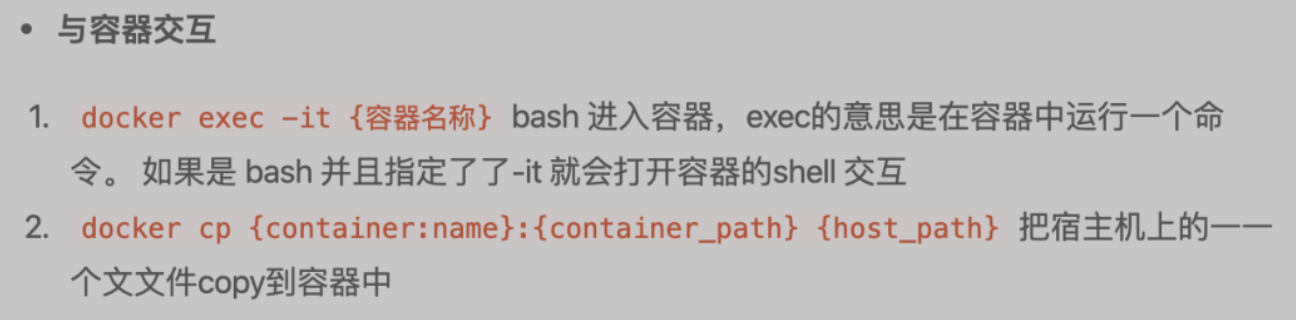 • 与容器交互
1. docker exec -it {容器名称} bash 进入容器，exec的意思是在容器中运行一个命
令。 如果是 bash 并且指定了了-it 就会打开容器的shell 交互
2. docker cp {container:name}:{container_path} {host_path} 把宿主机上的一一
个文文件copy到容器中